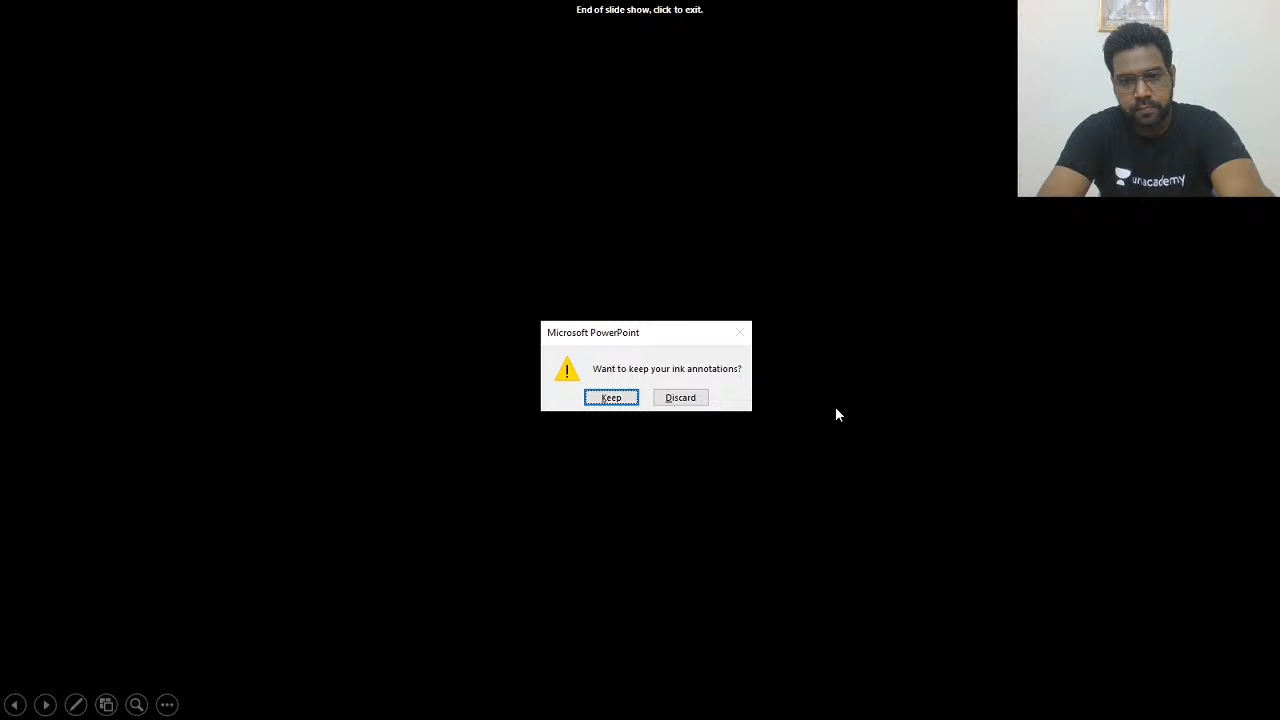 End of slide show, click to exit.
unacademy
Microsoft PowerPoint
Want to keep your ink annotations?
Keep
Discard